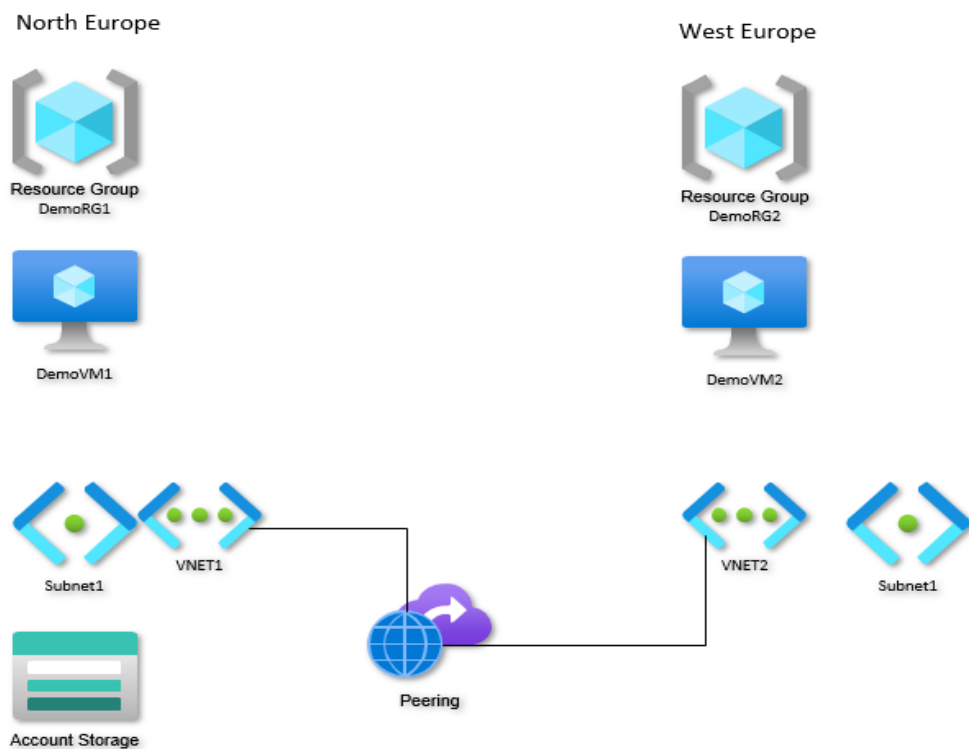 North Europe
West Europe
Resource Group
DemoRG1
Resource Group
DemoRG2
DemoVM1
DemoVM2
Subnet1
VNET1
VNET2
Subnet1
Peering
Account Storage